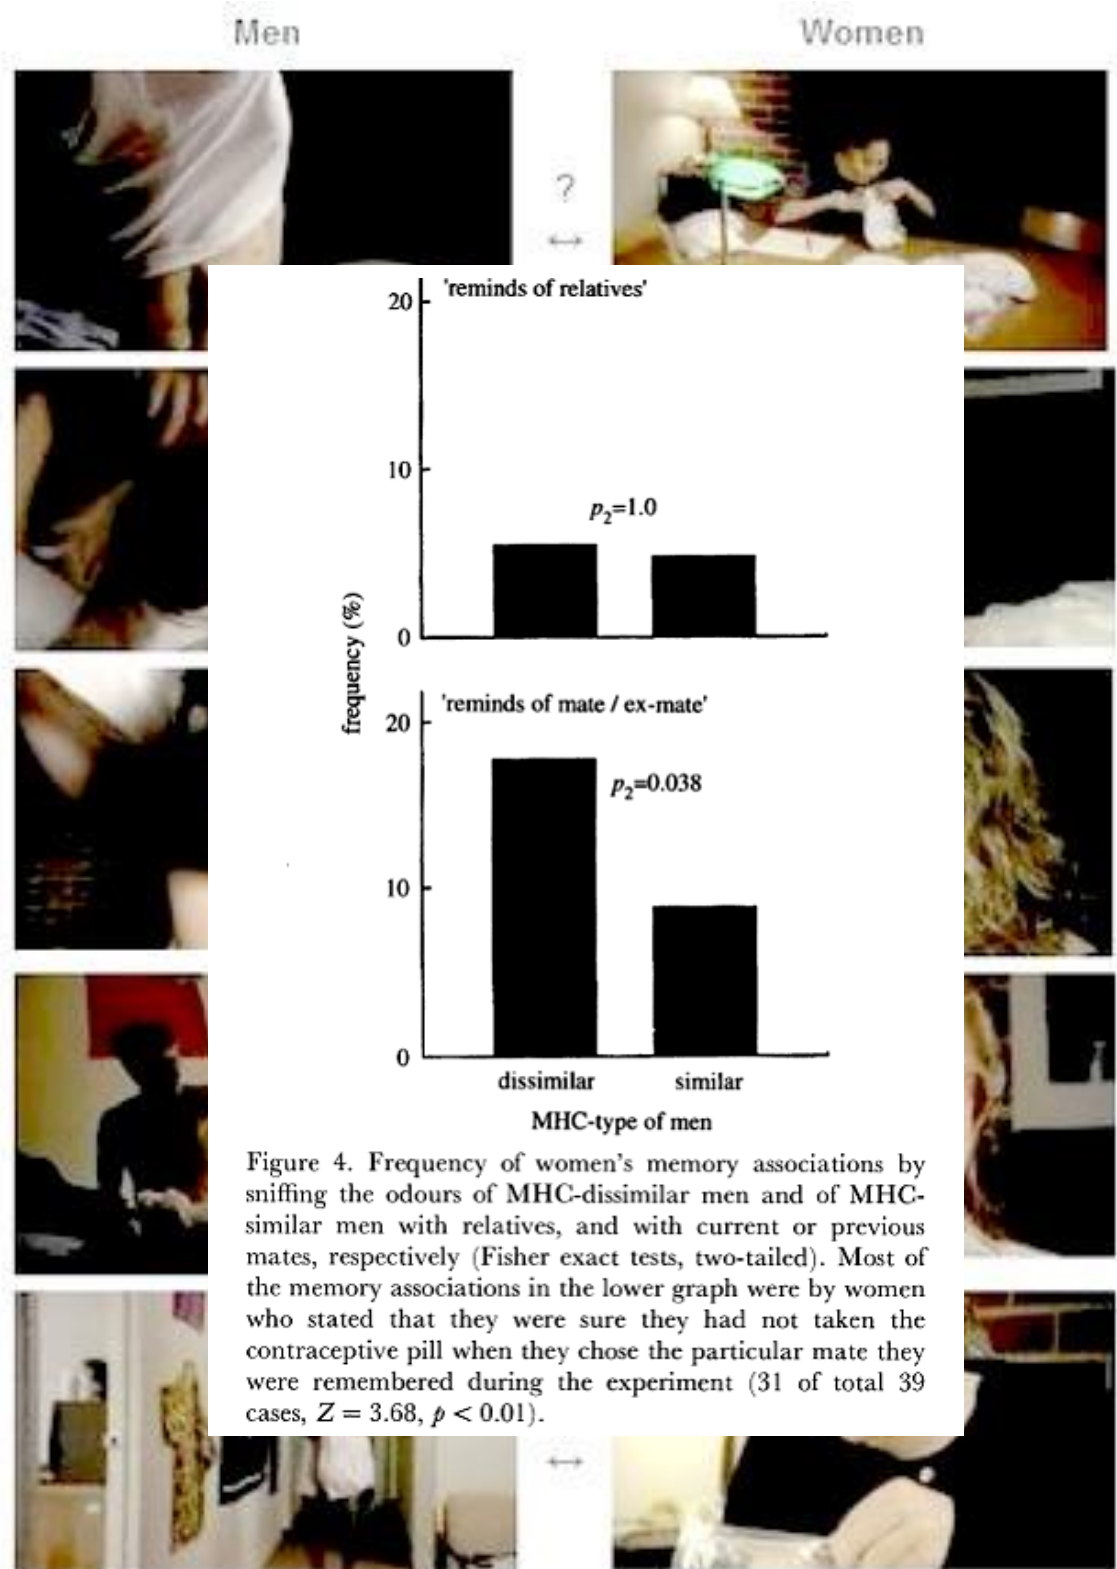 Men
Women
?
↔
20
'reminds of relatives'
10
p₂=1.0
0
frequency (%)
'reminds of mate / ex-mate'
20
p₂=0.038
10
0
dissimilar
similar
MHC-type of men
Figure 4. Frequency of women's memory associations by
sniffing the odours of MHC-dissimilar men and of MHC-
similar men with relatives, and with current or previous
mates, respectively (Fisher exact tests, two-tailed). Most of
the memory associations in the lower graph were by women
who stated that they were sure they had not taken the
contraceptive pill when they chose the particular mate they
were remembered during the experiment (31 of total 39
cases, Z = 3.68, p < 0.01).
↔